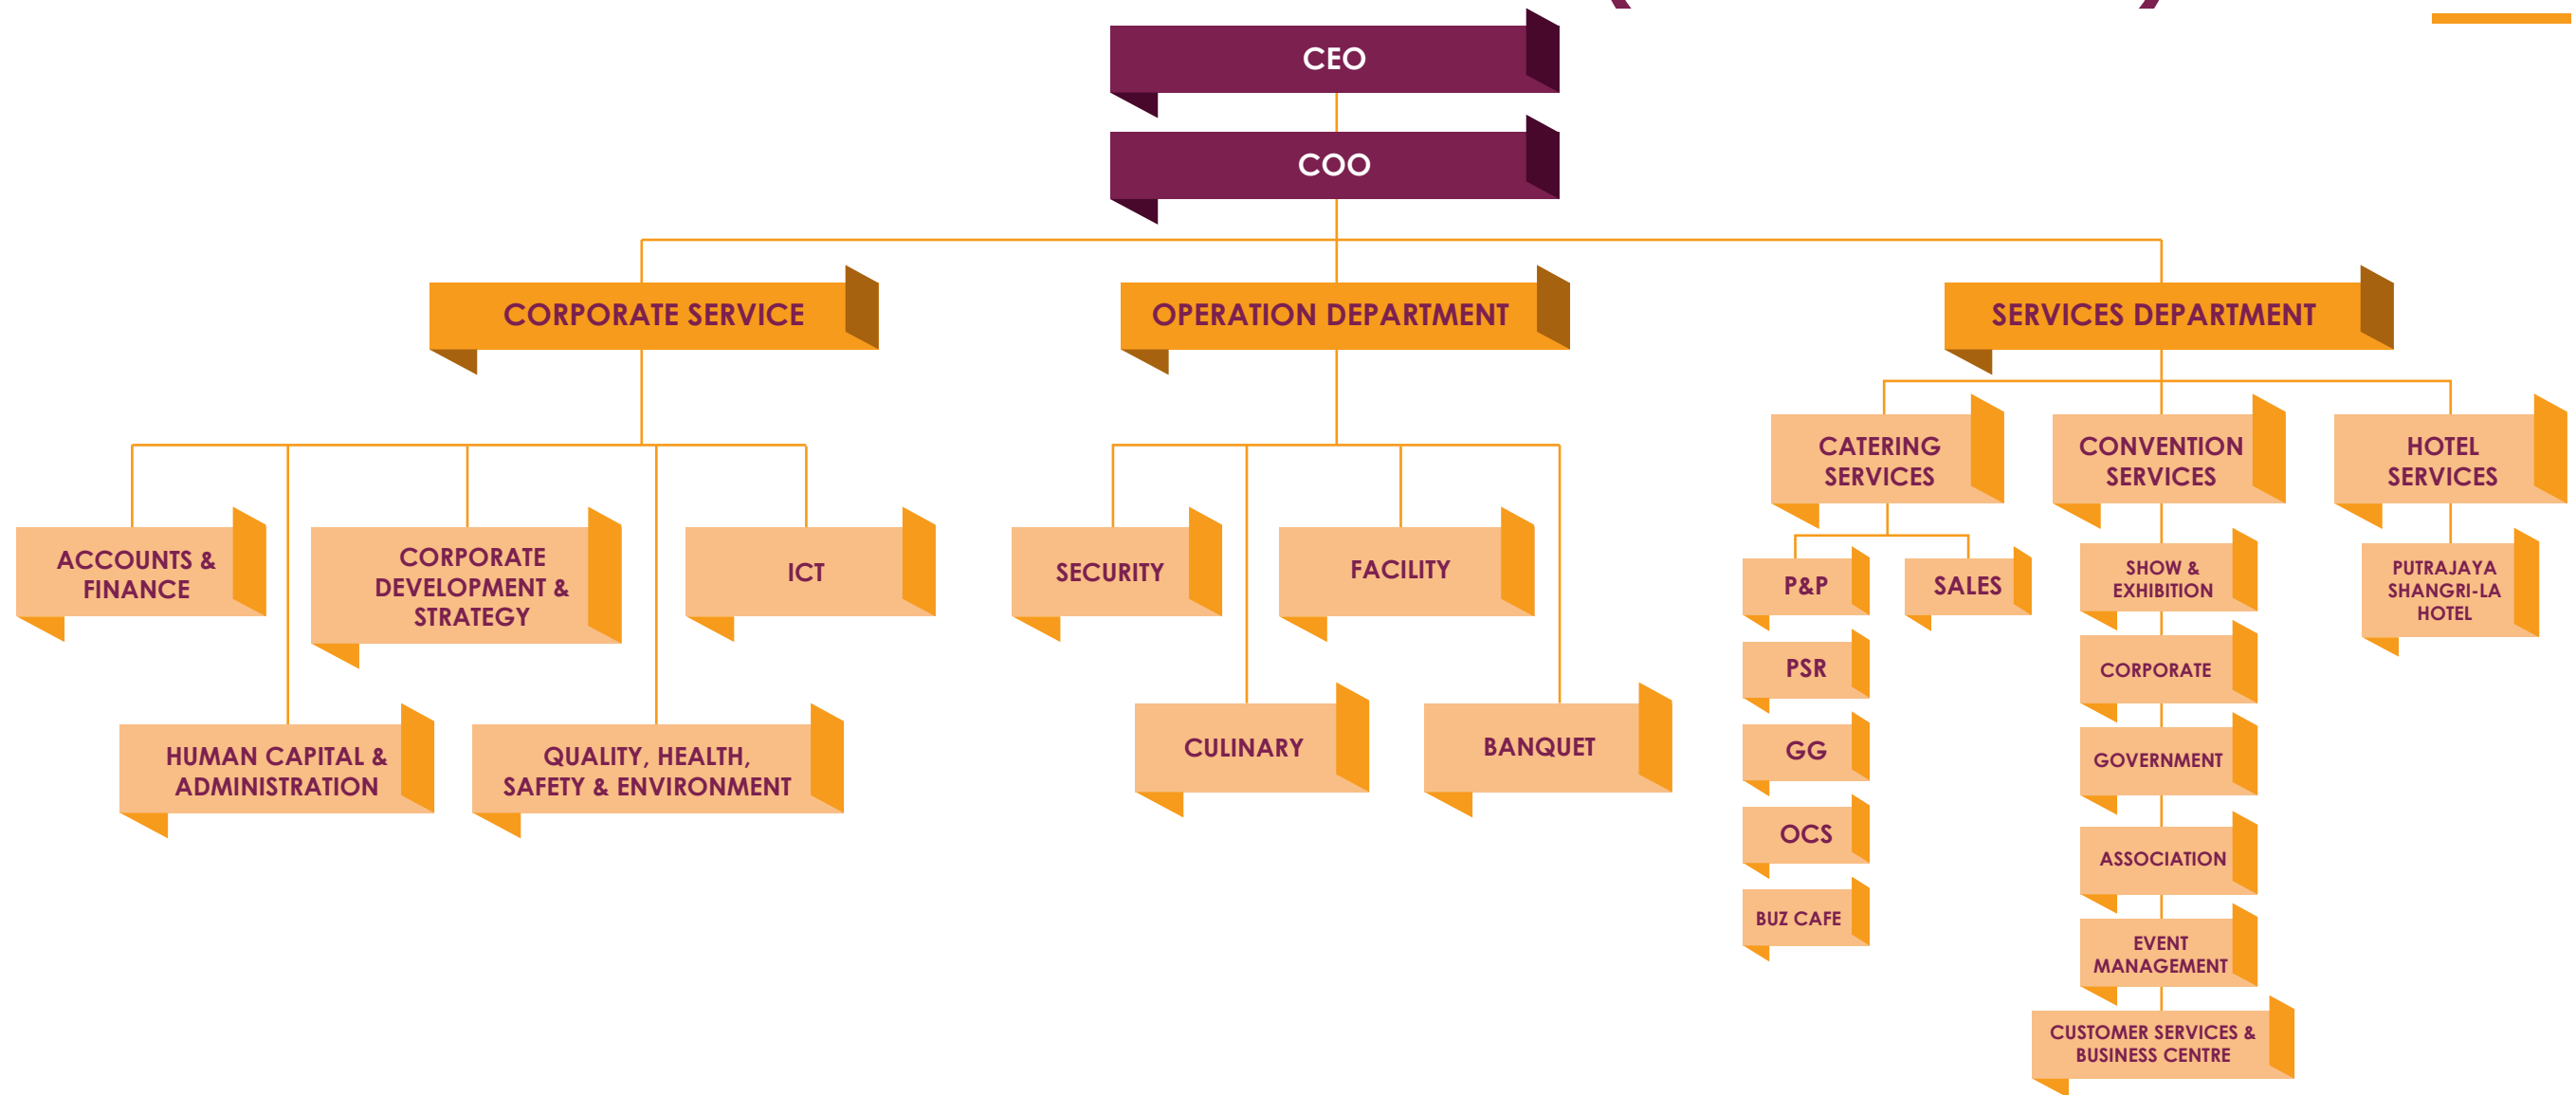 CEO
COO
CORPORATE SERVICE
OPERATION DEPARTMENT
SERVICES DEPARTMENT
CATERING
SERVICES
CONVENTION
SERVICES
HOTEL
SERVICES
ACCOUNTS &
FINANCE
CORPORATE
DEVELOPMENT &
STRATEGY
ICT
SECURITY
FACILITY
HUMAN CAPITAL &
ADMINISTRATION
QUALITY, HEALTH,
SAFETY & ENVIRONMENT
CULINARY
BANQUET
P&P
PSR
GG
OCS
BUZ CAFE
SALES
SHOW &
EXHIBITION
CORPORATE
GOVERNMENT
ASSOCIATION
EVENT
MANAGEMENT
CUSTOMER SERVICES &
BUSINESS CENTRE
PUTRAJAYA
SHANGRI-LA
HOTEL